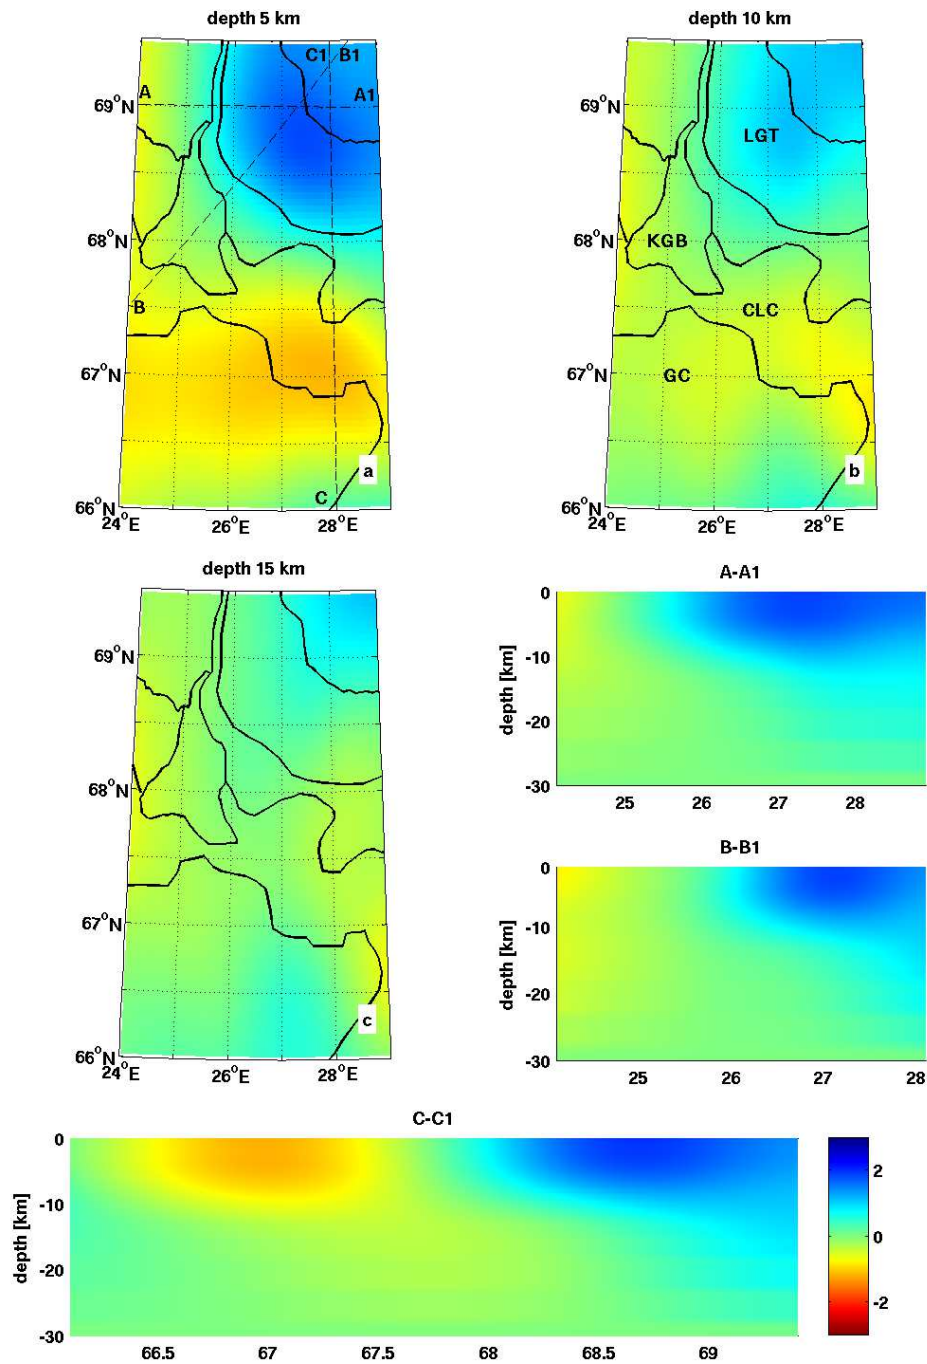 depth 5 km
C1
B1
A
A1
69°N
68°N
B
67°N
a
C
66°N
24°E
26°E
28°E
depth 10 km
69°N
LGT
68°N
KGB
CLC
67°N
GC
b
66°N
24°E
26°E
28°E
depth 15 km
69°N
68°N
67°N
c
66°N
24°E
26°E
28°E
A-A1
0
-10
-20
-30
depth [km]
25
26
27
28
B-B1
0
-10
-20
-30
depth [km]
25
26
27
28
C-C1
0
-10
-20
-30
depth [km]
66.5
67
67.5
68
68.5
69
2
0
-2